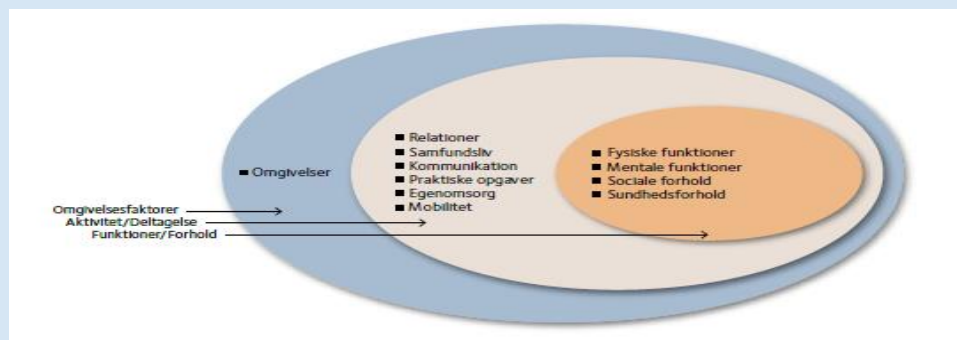 ■ Relationer
■ Samfundsliv
■ Kommunikation
■ Praktiske opgaver
■ Egenomsorg
■ Mobilitet
■ Fysiske funktioner
■ Mentale funktioner
■ Sociale forhold
■ Sundhedsforhold
■ Omgivelser
Omgivelsesfaktorer
Aktivitet/Deltagelse
Funktioner/Forhold